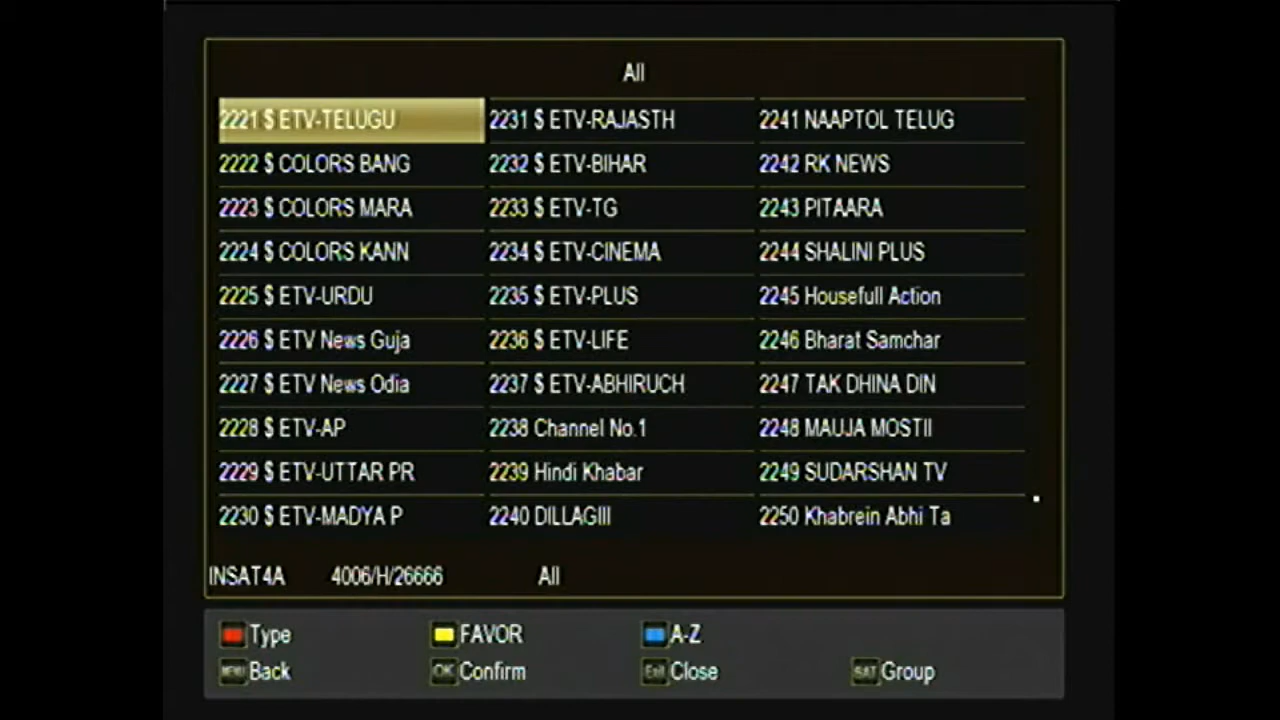 All
2221 $ ETV-TELUGU
2222 $ COLORS BANG
2223 $ COLORS MARA
2224 $ COLORS KANN
2225 $ ETV-URDU
2226 $ ETV News Guja
2227 $ ETV News Odia
2228 $ ETV-AP
2229 $ ETV-UTTAR PR
2230 $ ETV-MADYA P
2231 $ ETV-RAJASTH
2232 $ ETV-BIHAR
2233 $ ETV-TG
2234 $ ETV-CINEMA
2235 $ ETV-PLUS
2236 $ ETV-LIFE
2237 $ ETV-ABHIRUCH
2238 Channel No.1
2239 Hindi Khabar
2240 DILLAGIII
2241 NAAPTOL TELUG
2242 RK NEWS
2243 PITAARA
2244 SHALINI PLUS
2245 Housefull Action
2246 Bharat Samchar
2247 TAK DHINA DIN
2248 MAUJA MOSTII
2249 SUDARSHAN TV
2250 Khabrein Abhi Ta
INSAT4A 4006/H/26666 All
Type FAVOR A-Z
MENU Back OK Confirm Exit Close SAT Group